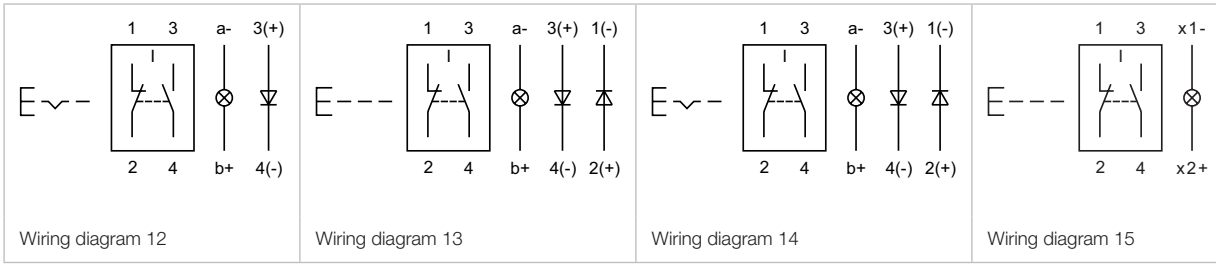 1 3 a- 3(+)
2 4 b+ 4(-)
Wiring diagram 12
1 3 a- 3(+) 1(-)
2 4 b+ 4(-) 2(+)
Wiring diagram 13
1 3 a- 3(+) 1(-)
2 4 b+ 4(-) 2(+)
Wiring diagram 14
1 3 x1-
2 4 x2+
Wiring diagram 15